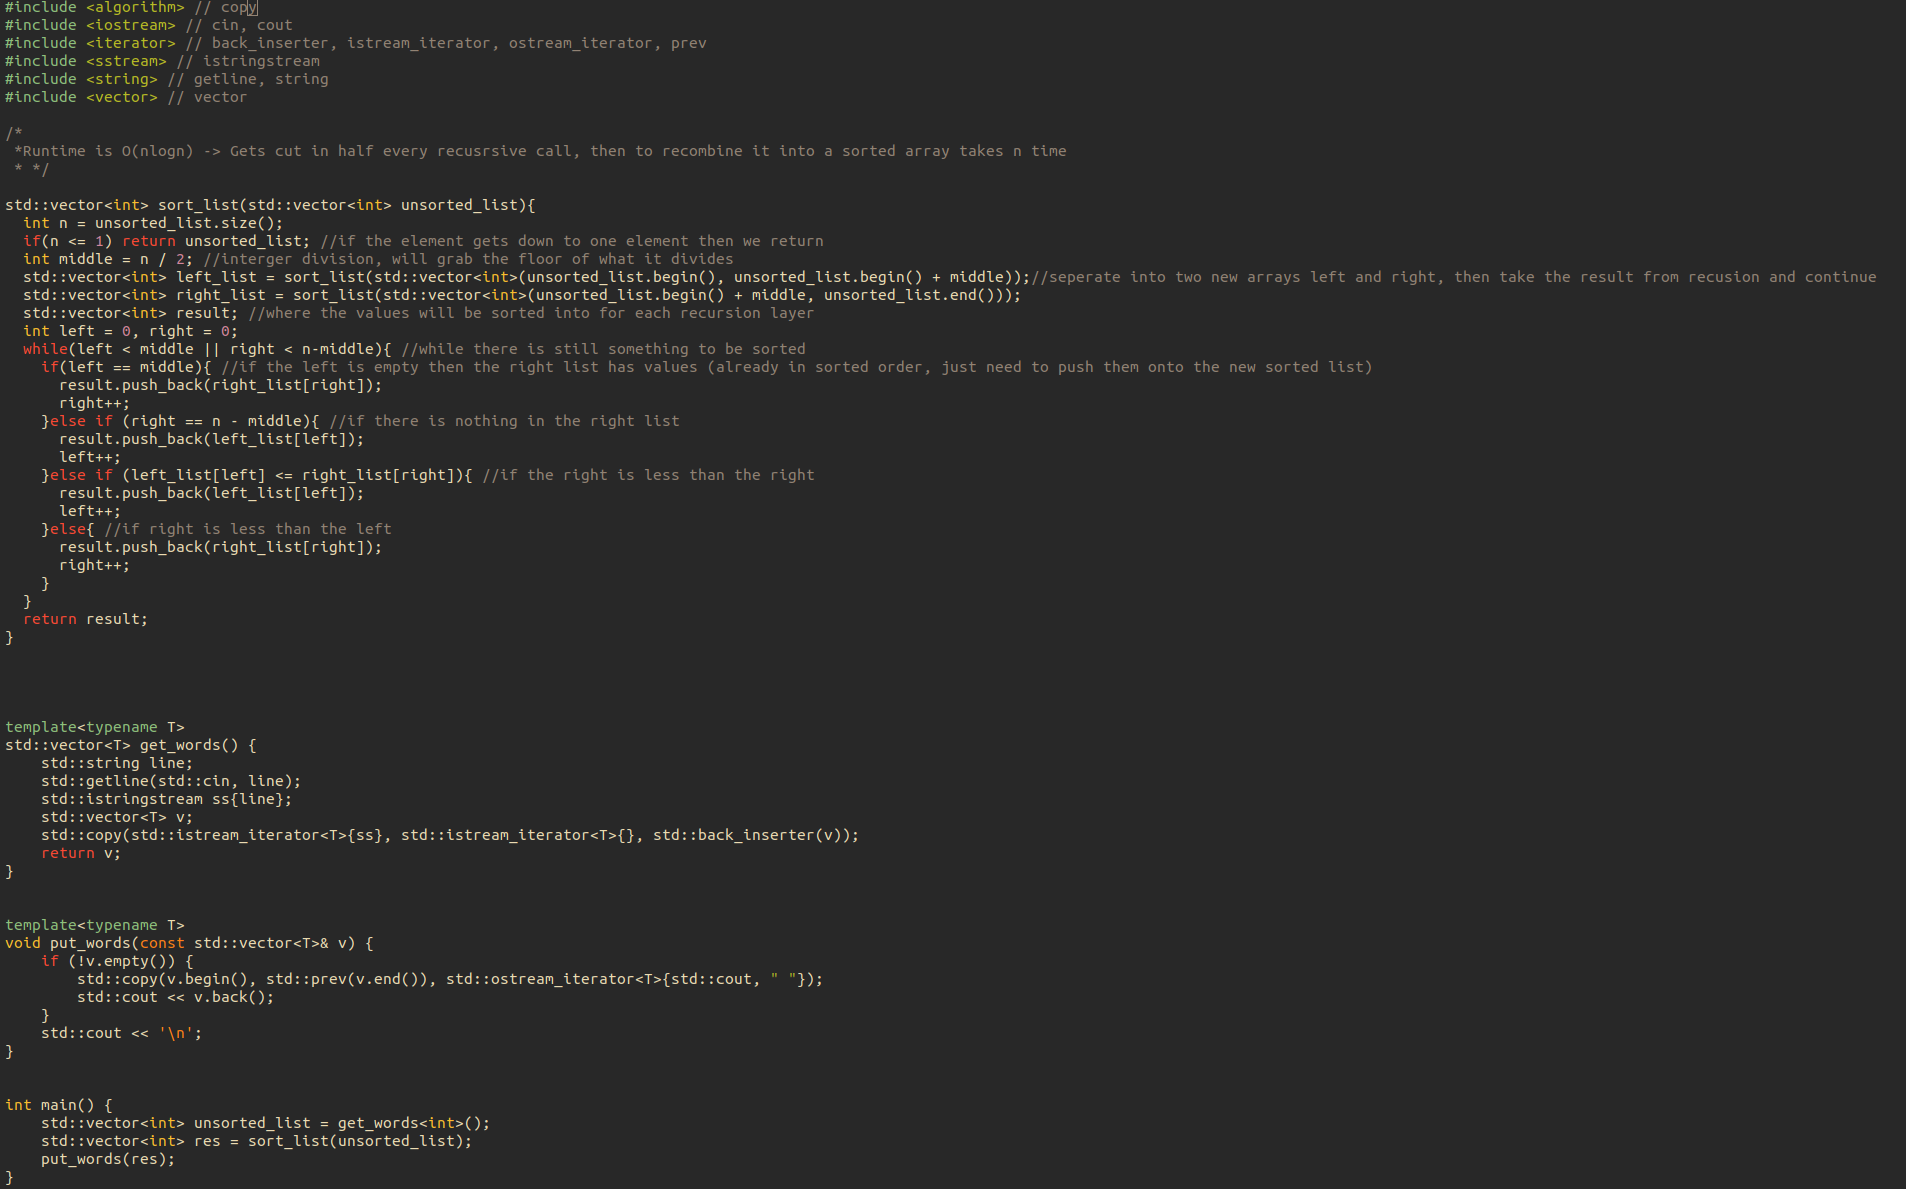 #include <algorithm> // copy
#include <iostream> // cin, cout
#include <iterator> // back_inserter, istream_iterator, ostream_iterator, prev
#include <sstream> // istringstream
#include <string> // getline, string
#include <vector> // vector
/*
*Runtime is O(nlogn) -> Gets cut in half every recusrsive call, then to recombine it into a sorted array takes n time
* */
std::vector<int> sort_list(std::vector<int> unsorted_list){
int n = unsorted_list.size();
if(n <= 1) return unsorted_list; //if the element gets down to one element then we return
int middle = n / 2; //interger division, will grab the floor of what it divides
std::vector<int> left_list = sort_list(std::vector<int>(unsorted_list.begin(), unsorted_list.begin() + middle));//seperate into two new arrays left and right, then take the result from recusion and continue
std::vector<int> right_list = sort_list(std::vector<int>(unsorted_list.begin() + middle, unsorted_list.end()));
std::vector<int> result; //where the values will be sorted into for each recursion layer
int left = 0, right = 0;
while(left < middle || right < n-middle){ //while there is still something to be sorted
if(left == middle){ //if the left is empty then the right list has values (already in sorted order, just need to push them onto the new sorted list)
result.push_back(right_list[right]);
right++;
}else if (right == n - middle){ //if there is nothing in the right list
result.push_back(left_list[left]);
left++;
}else if (left_list[left] <= right_list[right]){ //if the right is less than the right
result.push_back(left_list[left]);
left++;
}else{ //if right is less than the left
result.push_back(right_list[right]);
right++;
}
}
return result;
}
template<typename T>
std::vector<T> get_words() {
std::string line;
std::getline(std::cin, line);
std::istringstream ss{line};
std::vector<T> v;
std::copy(std::istream_iterator<T>{ss}, std::istream_iterator<T>{}, std::back_inserter(v));
return v;
}
template<typename T>
void put_words(const std::vector<T>& v) {
if (!v.empty()) {
std::copy(v.begin(), std::prev(v.end()), std::ostream_iterator<T>{std::cout, " "});
std::cout << v.back();
}
std::cout << '\n';
}
int main() {
std::vector<int> unsorted_list = get_words<int>();
std::vector<int> res = sort_list(unsorted_list);
put_words(res);
}